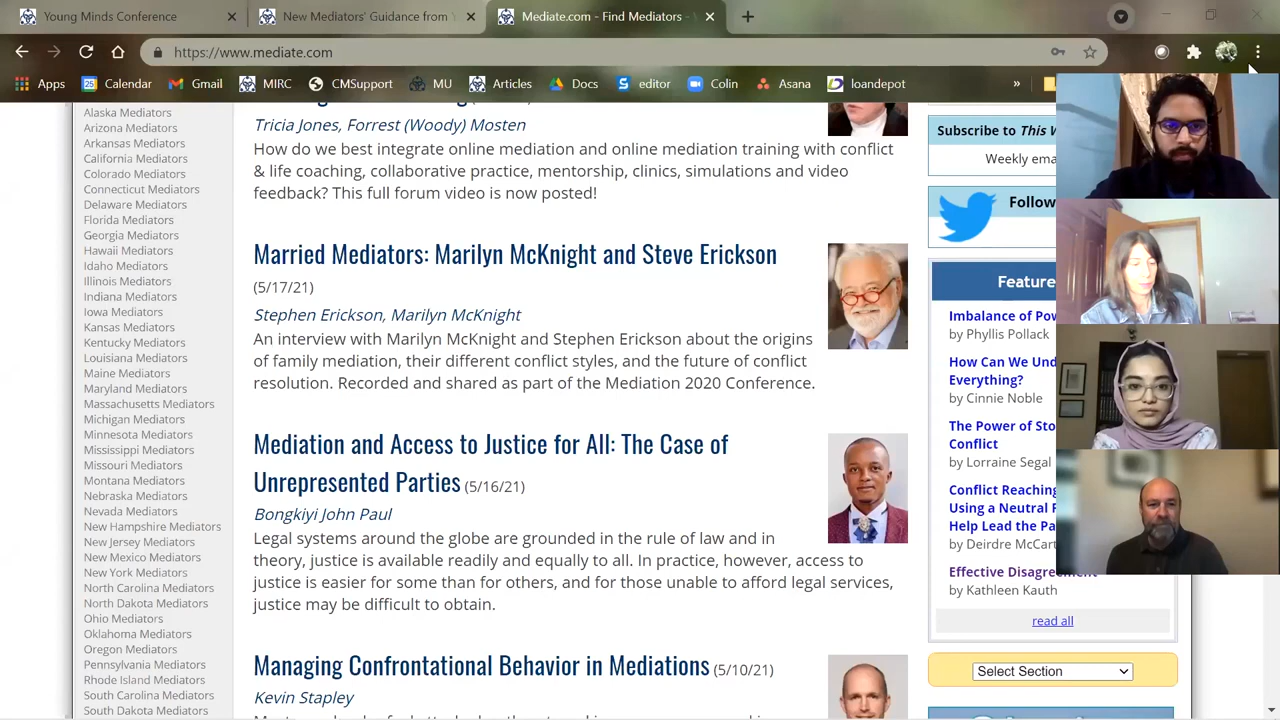 Young Minds Conference
New Mediators' Guidance from
Mediate.com - Find Mediators -
https://www.mediate.com
Apps
Calendar
Gmail
MIRC
CMSupport
MU
Articles
Docs
editor
Colin
Asana
loandepot
»
Alaska Mediators
Arizona Mediators
Arkansas Mediators
California Mediators
Colorado Mediators
Connecticut Mediators
Delaware Mediators
Florida Mediators
Georgia Mediators
Hawaii Mediators
Idaho Mediators
Illinois Mediators
Indiana Mediators
Iowa Mediators
Kansas Mediators
Kentucky Mediators
Louisiana Mediators
Maine Mediators
Maryland Mediators
Massachusetts Mediators
Michigan Mediators
Minnesota Mediators
Mississippi Mediators
Missouri Mediators
Montana Mediators
Nebraska Mediators
Nevada Mediators
New Hampshire Mediators
New Jersey Mediators
New Mexico Mediators
New York Mediators
North Carolina Mediators
North Dakota Mediators
Ohio Mediators
Oklahoma Mediators
Oregon Mediators
Pennsylvania Mediators
Rhode Island Mediators
South Carolina Mediators
South Dakota Mediators
Tricia Jones, Forrest (Woody) Mosten
How do we best integrate online mediation and online mediation training with conflict
& life coaching, collaborative practice, mentorship, clinics, simulations and video
feedback? This full forum video is now posted!
Married Mediators: Marilyn McKnight and Steve Erickson
(5/17/21)
Stephen Erickson, Marilyn McKnight
An interview with Marilyn McKnight and Stephen Erickson about the origins
of family mediation, their different conflict styles, and the future of conflict
resolution. Recorded and shared as part of the Mediation 2020 Conference.
Mediation and Access to Justice for All: The Case of
Unrepresented Parties (5/16/21)
Bongkiyi John Paul
Legal systems around the globe are grounded in the rule of law and in
theory, justice is available readily and equally to all. In practice, however, access to
justice is easier for some than for others, and for those unable to afford legal services,
justice may be difficult to obtain.
Managing Confrontational Behavior in Mediations (5/10/21)
Kevin Stapley
Subscribe to This
Weekly
Follow
Imbalance of
by Phyllis Pollack
How Can We
Everything?
by Cinnie Noble
The Power of
Conflict
by Lorraine Segal
Conflict Reaching
Using a Neutral
Help Lead the
by Deirdre
Effective Disagreement
by Kathleen Kauth
read all
Select Section